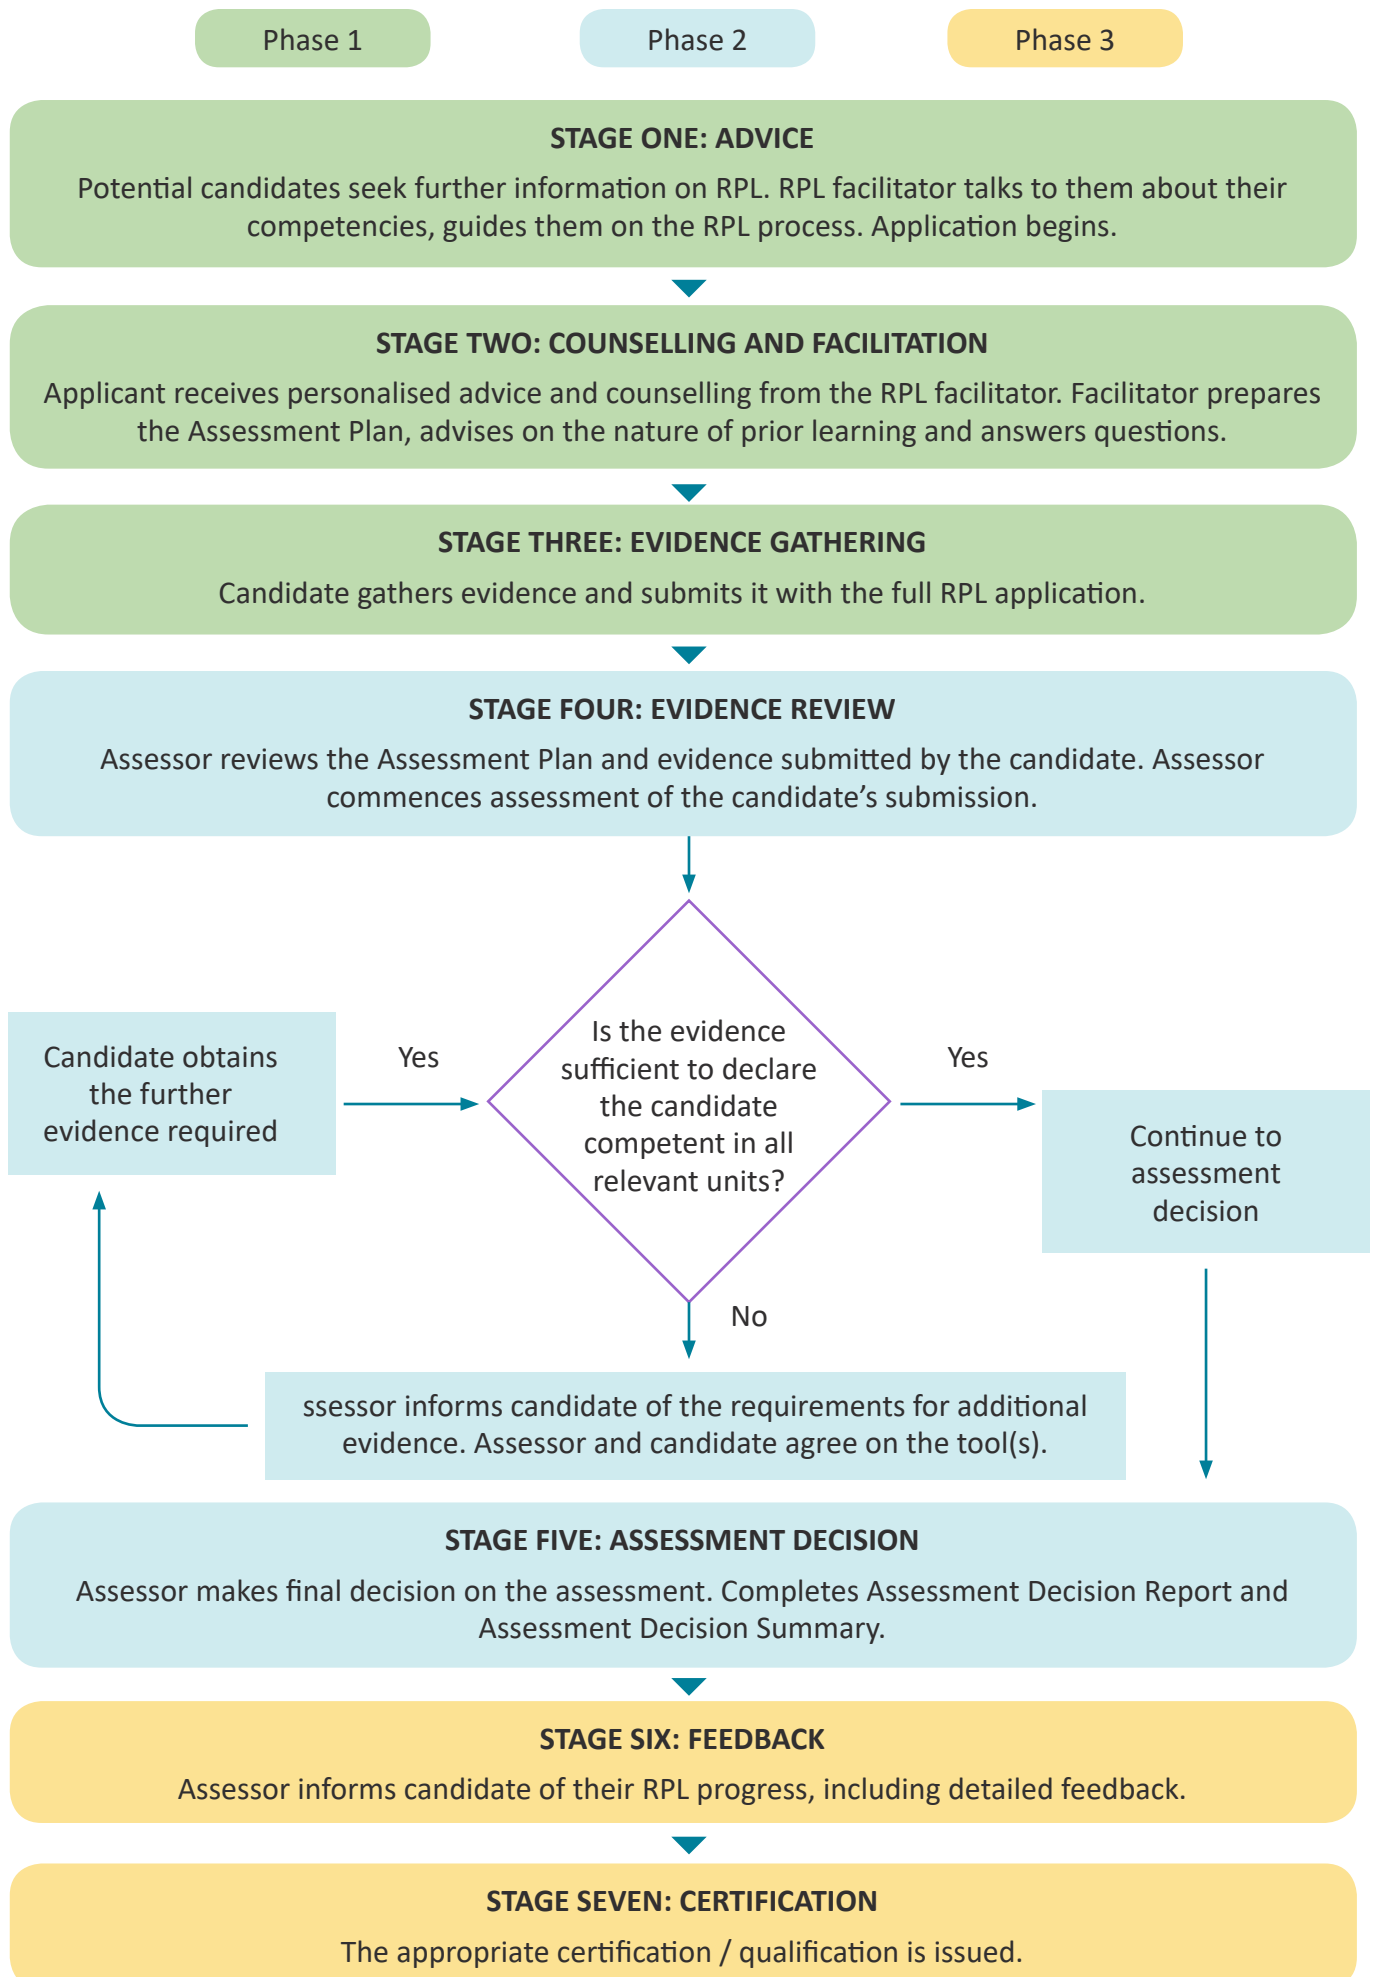 Phase 1
Phase 2
Phase 3
STAGE ONE: ADVICE
Potential candidates seek further information on RPL. RPL facilitator talks to them about their
competencies, guides them on the RPL process. Application begins.
STAGE TWO: COUNSELLING AND FACILITATION
Applicant receives personalised advice and counselling from the RPL facilitator. Facilitator prepares
the Assessment Plan, advises on the nature of prior learning and answers questions.
STAGE THREE: EVIDENCE GATHERING
Candidate gathers evidence and submits it with the full RPL application.
STAGE FOUR: EVIDENCE REVIEW
Assessor reviews the Assessment Plan and evidence submitted by the candidate. Assessor
commences assessment of the candidate’s submission.
Candidate obtains
the further
evidence required
Yes
Is the evidence
sufficient to declare
the candidate
competent in all
relevant units?
Yes
Continue to
assessment
decision
No
ssessor informs candidate of the requirements for additional
evidence. Assessor and candidate agree on the tool(s).
STAGE FIVE: ASSESSMENT DECISION
Assessor makes final decision on the assessment. Completes Assessment Decision Report and
Assessment Decision Summary.
STAGE SIX: FEEDBACK
Assessor informs candidate of their RPL progress, including detailed feedback.
STAGE SEVEN: CERTIFICATION
The appropriate certification / qualification is issued.